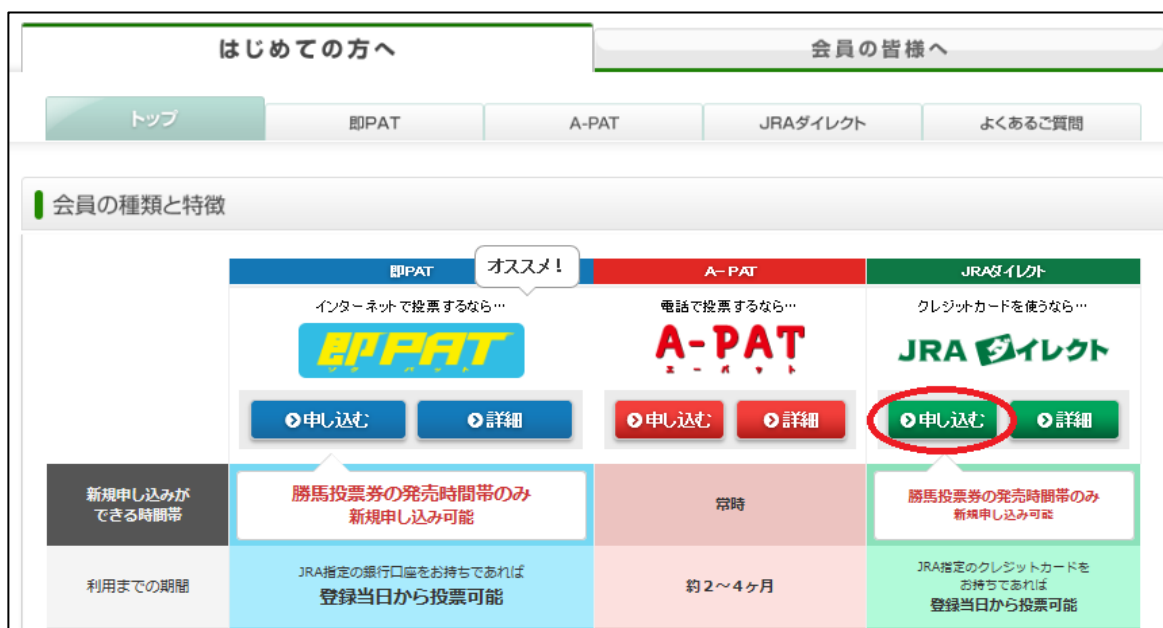 はじめての方へ
会員の皆様へ
トップ
即PAT
A-PAT
JRAダイレクト
よくあるご質問
会員の種類と特徴
即PAT
オススメ!
A-PAT
JRAダイレクト
インターネットで投票するなら…
電話で投票するなら…
クレジットカードを使うなら…
即PAT
ソクパット
A-PAT
エーパット
JRAダイレクト
申し込む
詳細
申し込む
詳細
申し込む
詳細
新規申し込みが
できる時間帯
勝馬投票券の発売時間帯のみ
新規申し込み可能
常時
勝馬投票券の発売時間帯のみ
新規申し込み可能
利用までの期間
JRA指定の銀行口座をお持ちであれば
登録当日から投票可能
約2~4ヶ月
JRA指定のクレジットカードを
お持ちであれば
登録当日から投票可能